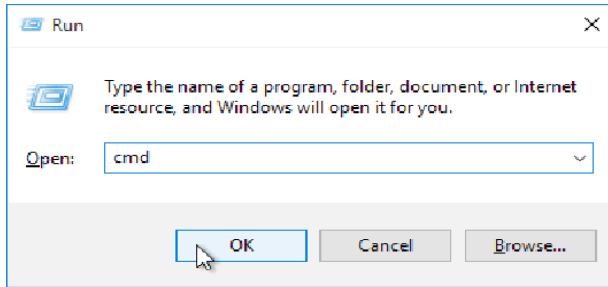 Run
Type the name of a program, folder, document, or Internet
resource, and Windows will open it for you.
Open: cmd
OK Cancel Browse...